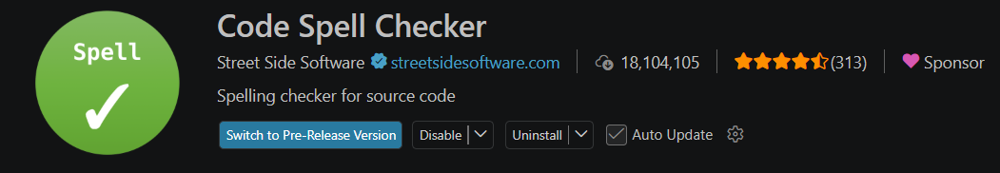 Spell
Code Spell Checker
Street Side Software streetsidesoftware.com 18,104,105 (313) Sponsor
Spelling checker for source code
Switch to Pre-Release Version Disable Uninstall Auto Update